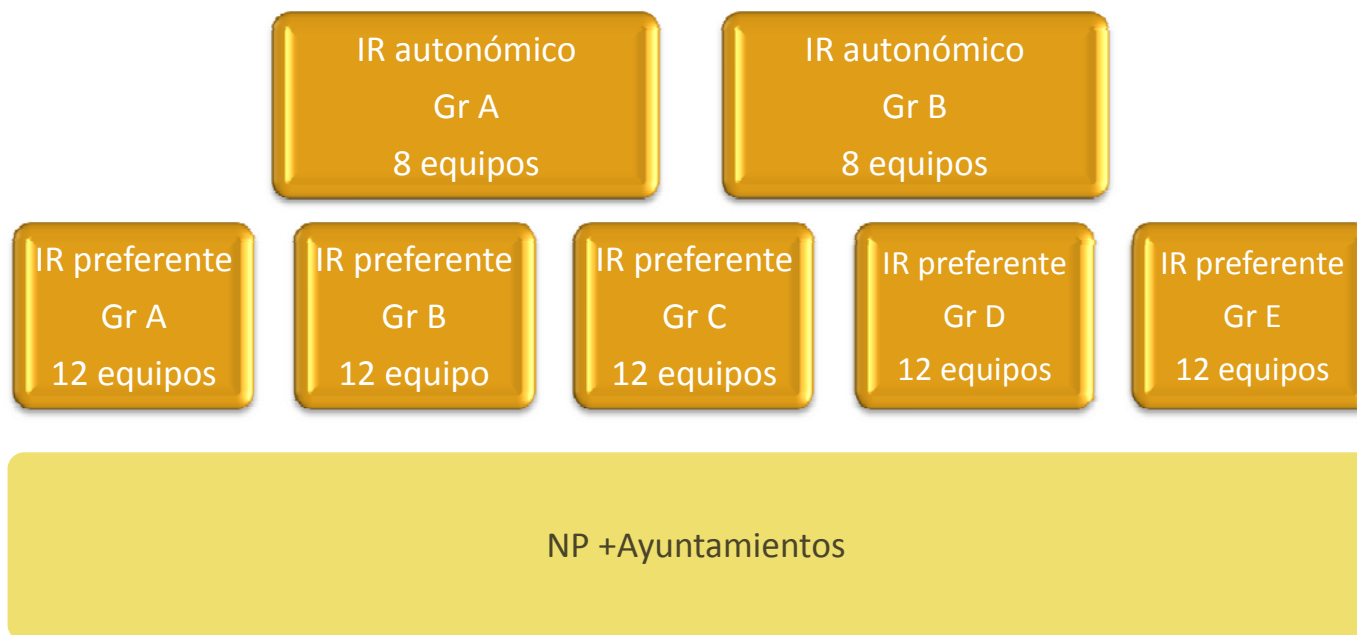 IR autonómico
Gr A
8 equipos
IR autonómico
Gr B
8 equipos
IR preferente
Gr A
12 equipos
IR preferente
Gr B
12 equipo
IR preferente
Gr C
12 equipos
IR preferente
Gr D
12 equipos
IR preferente
Gr E
12 equipos
NP +Ayuntamientos